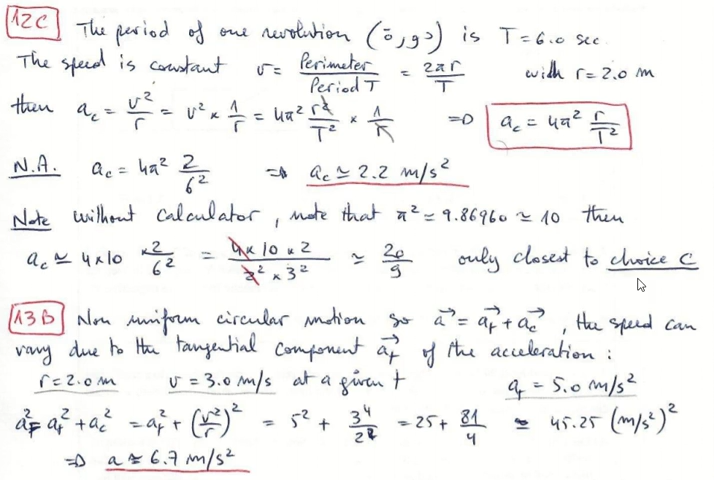 12C The period of one revolution (→, go) is T = 6.0 sec.
The speed is constant v = Perimeter / Period T = 2πr / T with r = 2.0 m
then a_c = v² / r = v² × 1/r = 4π² r² / T² × 1/r ⇒ a_c = 4π² r / T²
N.A. a_c = 4π² 2 / 6² ⇒ a_c ≃ 2.2 m/s²
Note without calculator, note that π² = 9.86960 ≃ 10 then
a_c ≃ 4×10 × 2 / 6² = 4×10×2 / 2²×3² ≃ 20/9 only closest to choice C
13B Non uniform circular motion so a⃗ = a⃗_t + a⃗_c, the speed can
vary due to the tangential component a⃗_t of the acceleration:
r = 2.0 m v = 3.0 m/s at a given t a_t = 5.0 m/s²
a² = a_t² + a_c² = a_t² + (v²/r)² = 5² + 3⁴/2² = 25 + 81/4 ≃ 45.25 (m/s²)²
⇒ a ≃ 6.7 m/s²